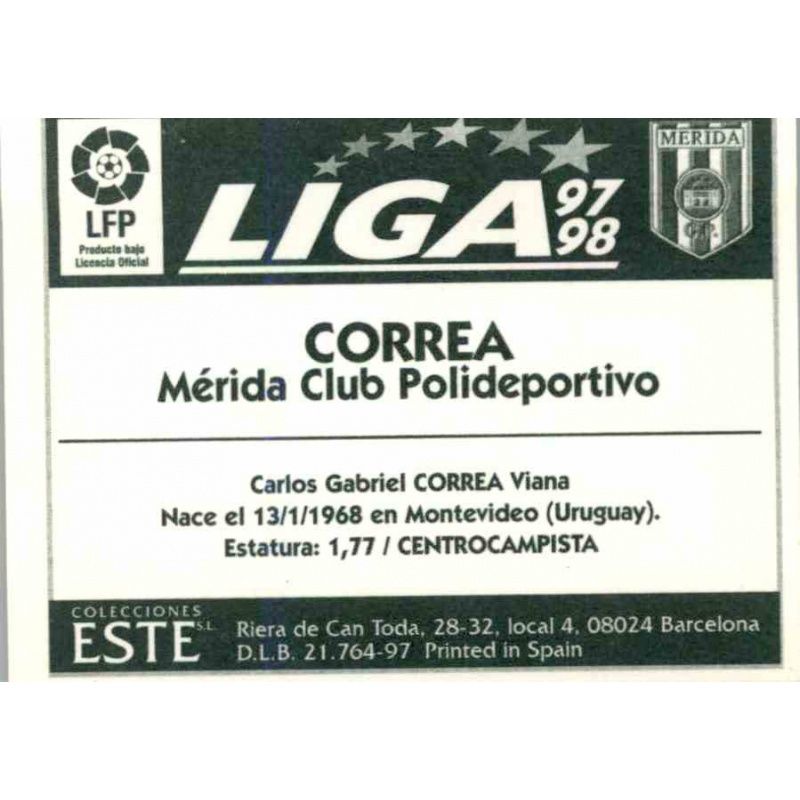 LFP
Producto bajo
Licencia Oficial
LIGA 97 98
MERIDA
CORREA
Mérida Club Polideportivo
Carlos Gabriel CORREA Viana
Nace el 13/1/1968 en Montevideo (Uruguay).
Estatura: 1,77 / CENTROCAMPISTA
COLECCIONES
ESTE S.L.
Riera de Can Toda, 28-32, local 4, 08024 Barcelona
D.L.B. 21.764-97 Printed in Spain